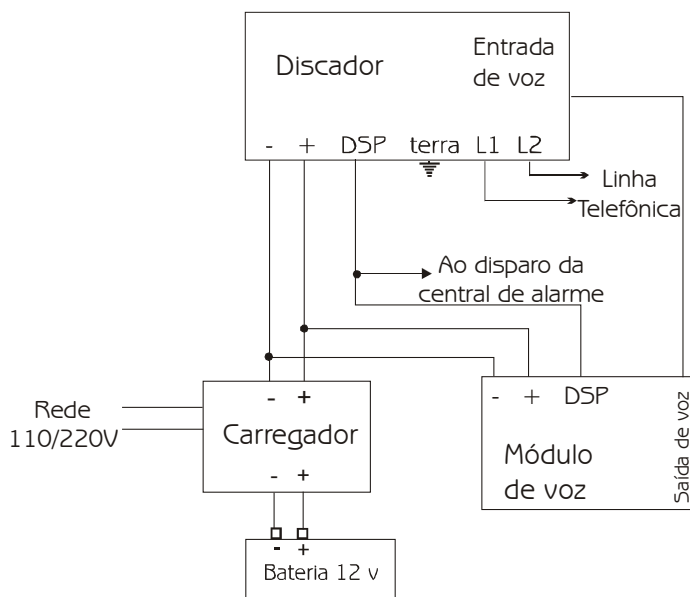 Discador
Entrada
de voz
- + DSP terra L1 L2
Linha
Telefônica
Ao disparo da
central de alarme
- +
Carregador
- +
Rede
110/220V
- + DSP
Módulo
de voz
Saída de voz
- +
Bateria 12 v